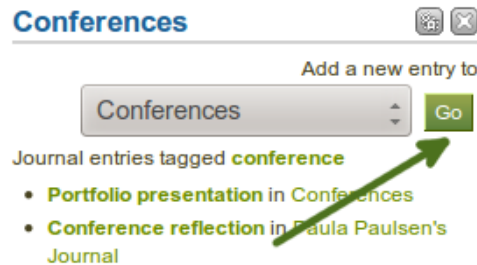 Conferences
Add a new entry to
Conferences
Go
Journal entries tagged conference
Portfolio presentation in Conferences
Conference reflection in Paula Paulsen's
Journal